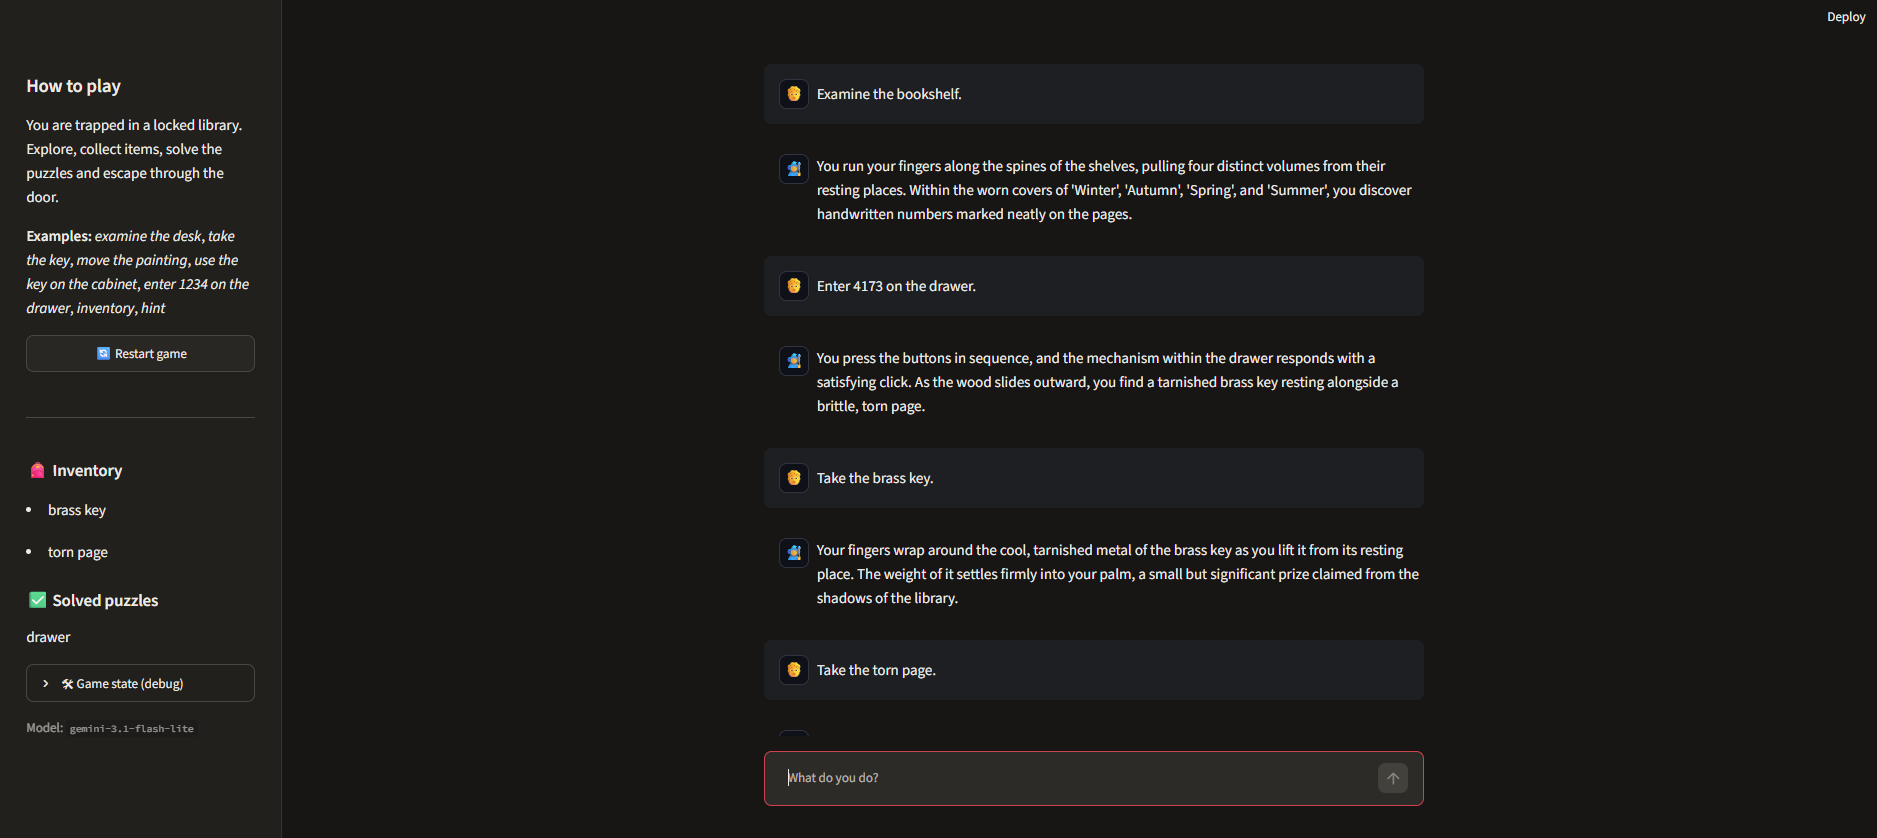 Deploy
How to play
You are trapped in a locked library.
Explore, collect items, solve the
puzzles and escape through the
door.
Examples: examine the desk, take
the key, move the painting, use the
key on the cabinet, enter 1234 on the
drawer, inventory, hint
Restart game
Inventory
brass key
torn page
Solved puzzles
drawer
Game state (debug)
Model: gemini-3.1-flash-lite
Examine the bookshelf.
You run your fingers along the spines of the shelves, pulling four distinct volumes from their
resting places. Within the worn covers of 'Winter', 'Autumn', 'Spring', and 'Summer', you discover
handwritten numbers marked neatly on the pages.
Enter 4173 on the drawer.
You press the buttons in sequence, and the mechanism within the drawer responds with a
satisfying click. As the wood slides outward, you find a tarnished brass key resting alongside a
brittle, torn page.
Take the brass key.
Your fingers wrap around the cool, tarnished metal of the brass key as you lift it from its resting
place. The weight of it settles firmly into your palm, a small but significant prize claimed from the
shadows of the library.
Take the torn page.
What do you do?